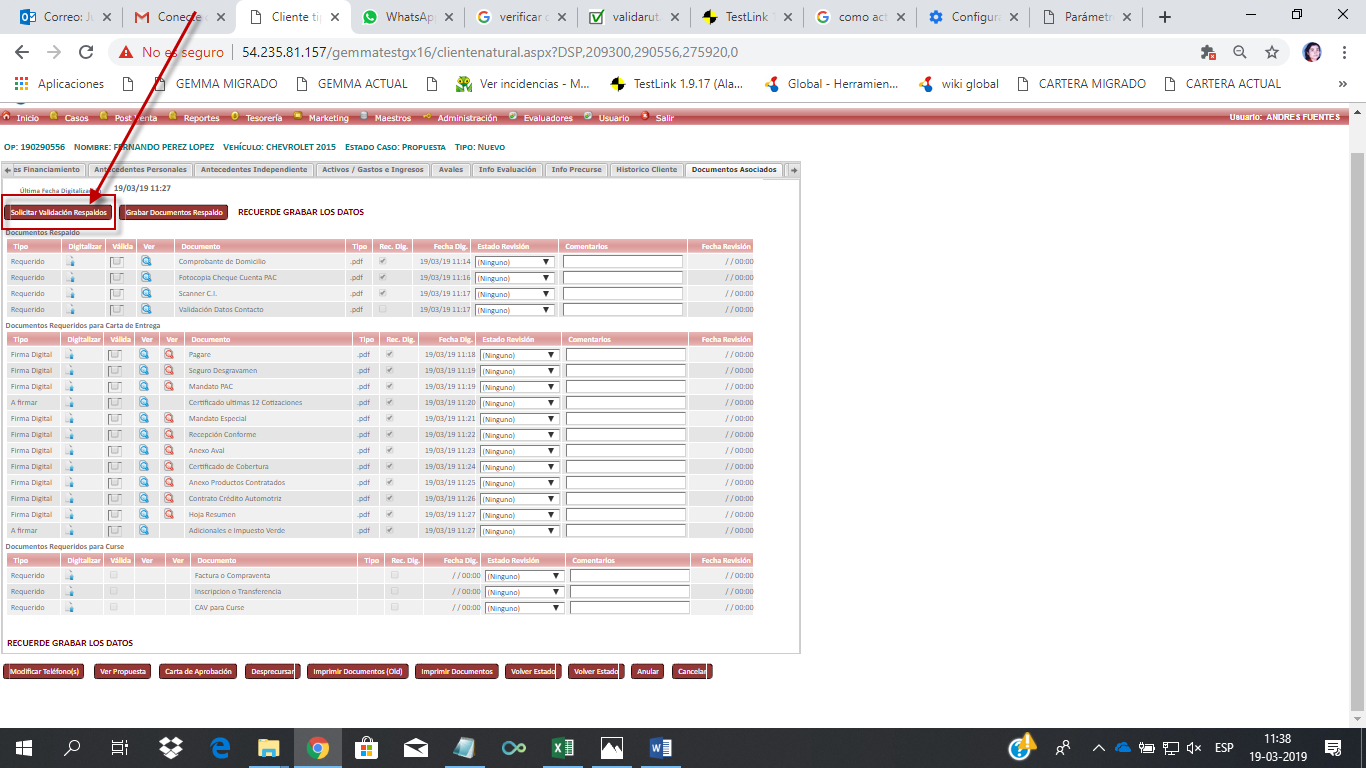 Correo: J
Conecte
Cliente ti
WhatsAp
verificar c
validarut.
TestLink
como act
Configur
Parámetr
No es seguro | 54.235.81.157/gemmatestgx16/clientenatural.aspx?DSP,209300,290556,275920,0
Aplicaciones GEMMA MIGRADO GEMMA ACTUAL Ver incidencias - M... TestLink 1.9.17 (Ala... Global - Herramien... wiki global CARTERA MIGRADO CARTERA ACTUAL »
Inicio Casos Post Venta Reportes Tesorería Marketing Maestros Administración Evaluadores Usuario Salir Usuario: ANDRES FUENTES
Op: 190290556 Nombre: FERNANDO PEREZ LOPEZ Vehículo: CHEVROLET 2015 Estado Caso: Propuesta Tipo: Nuevo
es Financiamiento Antecedentes Personales Antecedentes Independiente Activos / Gastos e Ingresos Avales Info Evaluación Info Precurse Historico Cliente Documentos Asociados
Última Fecha Digitalizac 19/03/19 11:27
Solicitar Validación Respaldos Grabar Documentos Respaldo RECUERDE GRABAR LOS DATOS
Documentos Respaldo
Tipo Digitalizar Válida Ver Documento Tipo Rec. Dig. Fecha Dig. Estado Revisión Comentarios Fecha Revisión
Requerido Comprobante de Domicilio .pdf 19/03/19 11:14 (Ninguno) / / 00:00
Requerido Fotocopia Cheque Cuenta PAC .pdf 19/03/19 11:16 (Ninguno) / / 00:00
Requerido Scanner C.I. .pdf 19/03/19 11:17 (Ninguno) / / 00:00
Requerido Validación Datos Contacto .pdf 19/03/19 11:17 (Ninguno) / / 00:00
Documentos Requeridos para Carta de Entrega
Tipo Digitalizar Válida Ver Ver Documento Tipo Rec. Dig. Fecha Dig. Estado Revisión Comentarios Fecha Revisión
Firma Digital Pagare .pdf 19/03/19 11:18 (Ninguno) / / 00:00
Firma Digital Seguro Desgravamen .pdf 19/03/19 11:19 (Ninguno) / / 00:00
Firma Digital Mandato PAC .pdf 19/03/19 11:19 (Ninguno) / / 00:00
A firmar Certificado ultimas 12 Cotizaciones .pdf 19/03/19 11:20 (Ninguno) / / 00:00
Firma Digital Mandato Especial .pdf 19/03/19 11:21 (Ninguno) / / 00:00
Firma Digital Recepción Conforme .pdf 19/03/19 11:22 (Ninguno) / / 00:00
Firma Digital Anexo Aval .pdf 19/03/19 11:23 (Ninguno) / / 00:00
Firma Digital Certificado de Cobertura .pdf 19/03/19 11:24 (Ninguno) / / 00:00
Firma Digital Anexo Productos Contratados .pdf 19/03/19 11:25 (Ninguno) / / 00:00
Firma Digital Contrato Crédito Automotriz .pdf 19/03/19 11:26 (Ninguno) / / 00:00
Firma Digital Hoja Resumen .pdf 19/03/19 11:27 (Ninguno) / / 00:00
A firmar Adicionales e Impuesto Verde .pdf 19/03/19 11:27 (Ninguno) / / 00:00
Documentos Requeridos para Curse
Tipo Digitalizar Válida Ver Ver Documento Tipo Rec. Dig. Fecha Dig. Estado Revisión Comentarios Fecha Revisión
Requerido Factura o Compraventa / / 00:00 (Ninguno) / / 00:00
Requerido Inscripción o Transferencia / / 00:00 (Ninguno) / / 00:00
Requerido CAV para Curse / / 00:00 (Ninguno) / / 00:00
RECUERDE GRABAR LOS DATOS
Modificar Teléfono(s) Ver Propuesta Carta de Aprobación Desprecursar Imprimir Documentos (Old) Imprimir Documentos Volver Estado Volver Estado Anular Cancelar
ESP 11:38
19-03-2019